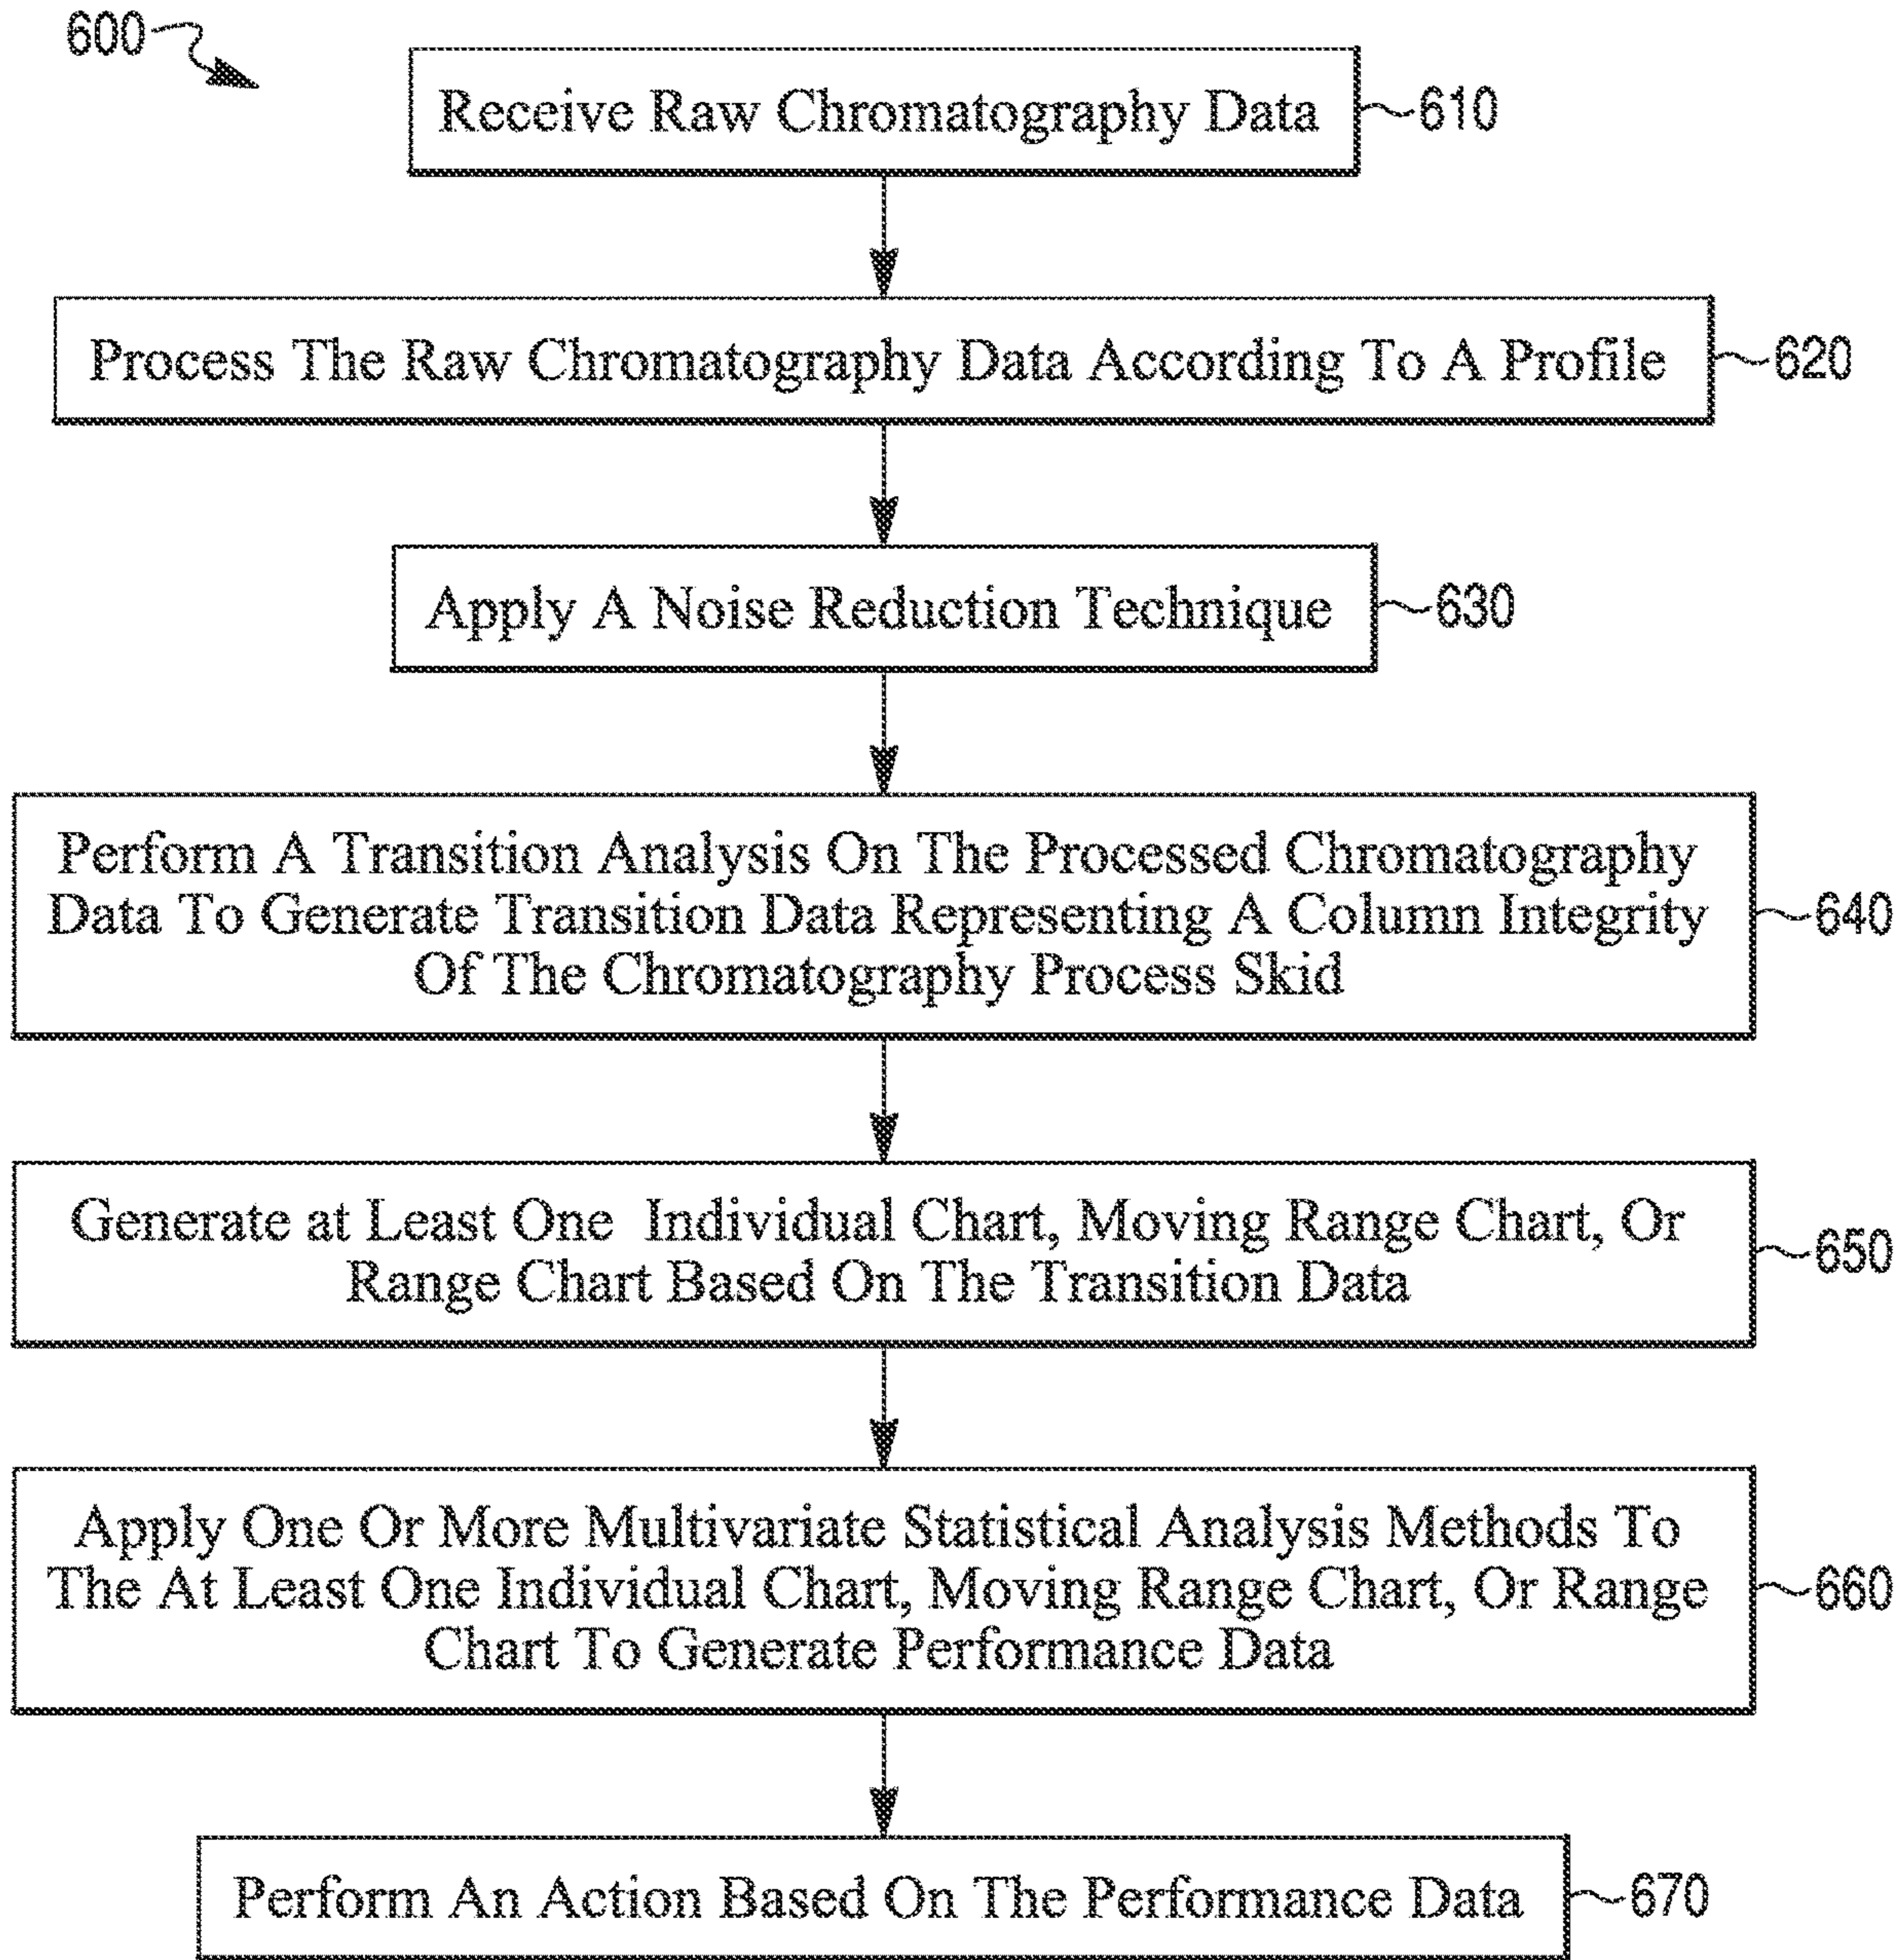 600
Receive Raw Chromatography Data
610
Process The Raw Chromatography Data According To A Profile
620
Apply A Noise Reduction Technique
630
Perform A Transition Analysis On The Processed Chromatography
Data To Generate Transition Data Representing A Column Integrity
Of The Chromatography Process Skid
640
Generate at Least One Individual Chart, Moving Range Chart, Or
Range Chart Based On The Transition Data
650
Apply One Or More Multivariate Statistical Analysis Methods To
The At Least One Individual Chart, Moving Range Chart, Or Range
Chart To Generate Performance Data
660
Perform An Action Based On The Performance Data
670